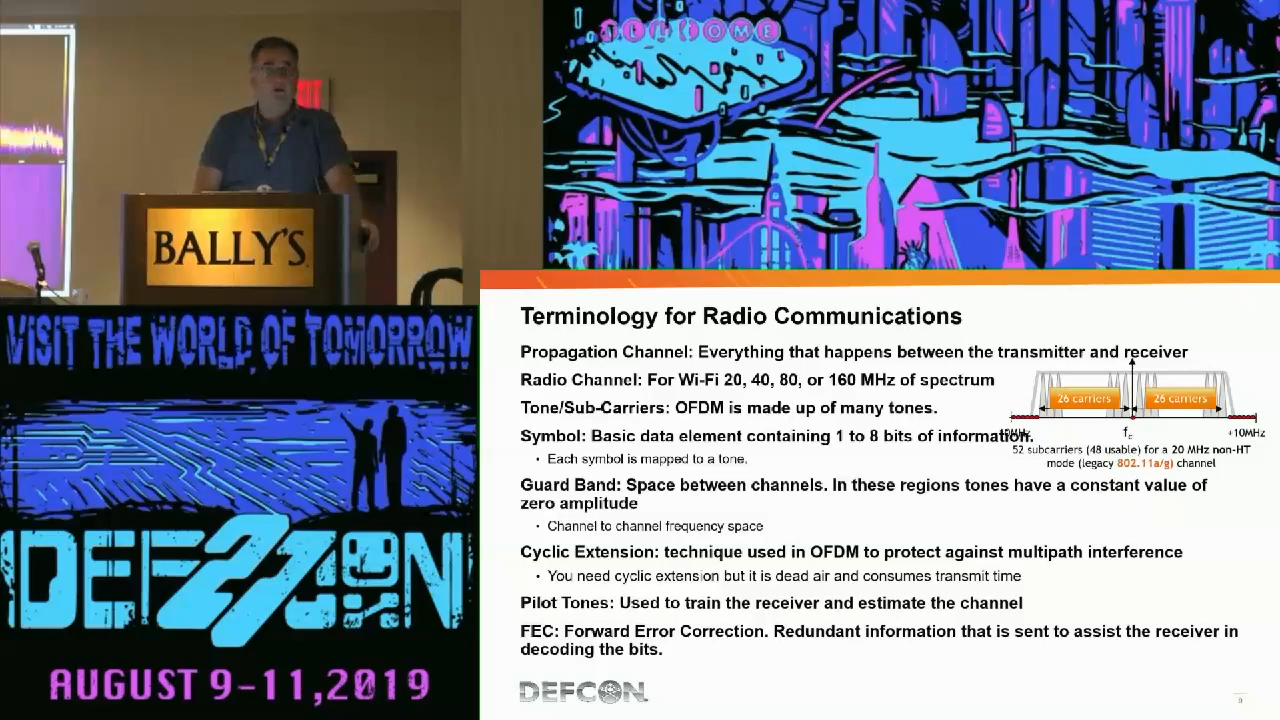 WELCOME
EXIT
BALLY'S
VISIT THE WORLD OF TOMORROW
DEF 27 CON
AUGUST 9-11,2019
Terminology for Radio Communications
Propagation Channel: Everything that happens between the transmitter and receiver
Radio Channel: For Wi-Fi 20, 40, 80, or 160 MHz of spectrum
Tone/Sub-Carriers: OFDM is made up of many tones.
26 carriers
26 carriers
Symbol: Basic data element containing 1 to 8 bits of information.
fc
+10MHz
52 subcarriers (48 usable) for a 20 MHz non-HT
mode (legacy 802.11a/g) channel
• Each symbol is mapped to a tone.
Guard Band: Space between channels. In these regions tones have a constant value of
zero amplitude
• Channel to channel frequency space
Cyclic Extension: technique used in OFDM to protect against multipath interference
• You need cyclic extension but it is dead air and consumes transmit time
Pilot Tones: Used to train the receiver and estimate the channel
FEC: Forward Error Correction. Redundant information that is sent to assist the receiver in
decoding the bits.
DEFCON
9